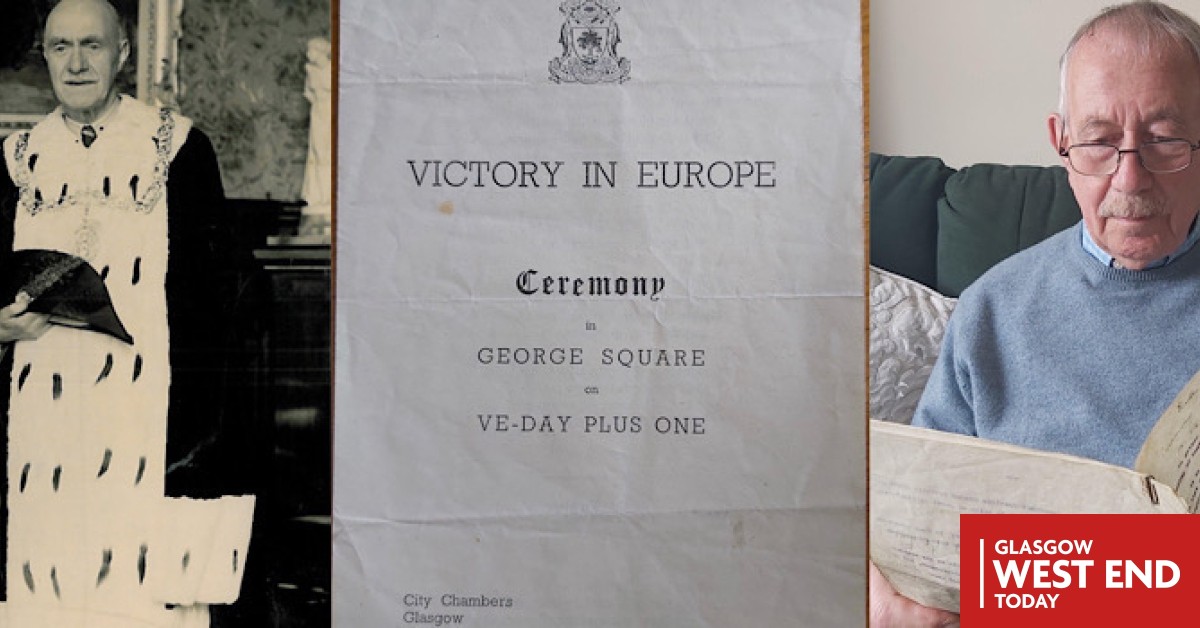 VICTORY IN EUROPE
Ceremony
in
GEORGE SQUARE
on
VE-DAY PLUS ONE
City Chambers
Glasgow
GLASGOW
WEST END
TODAY